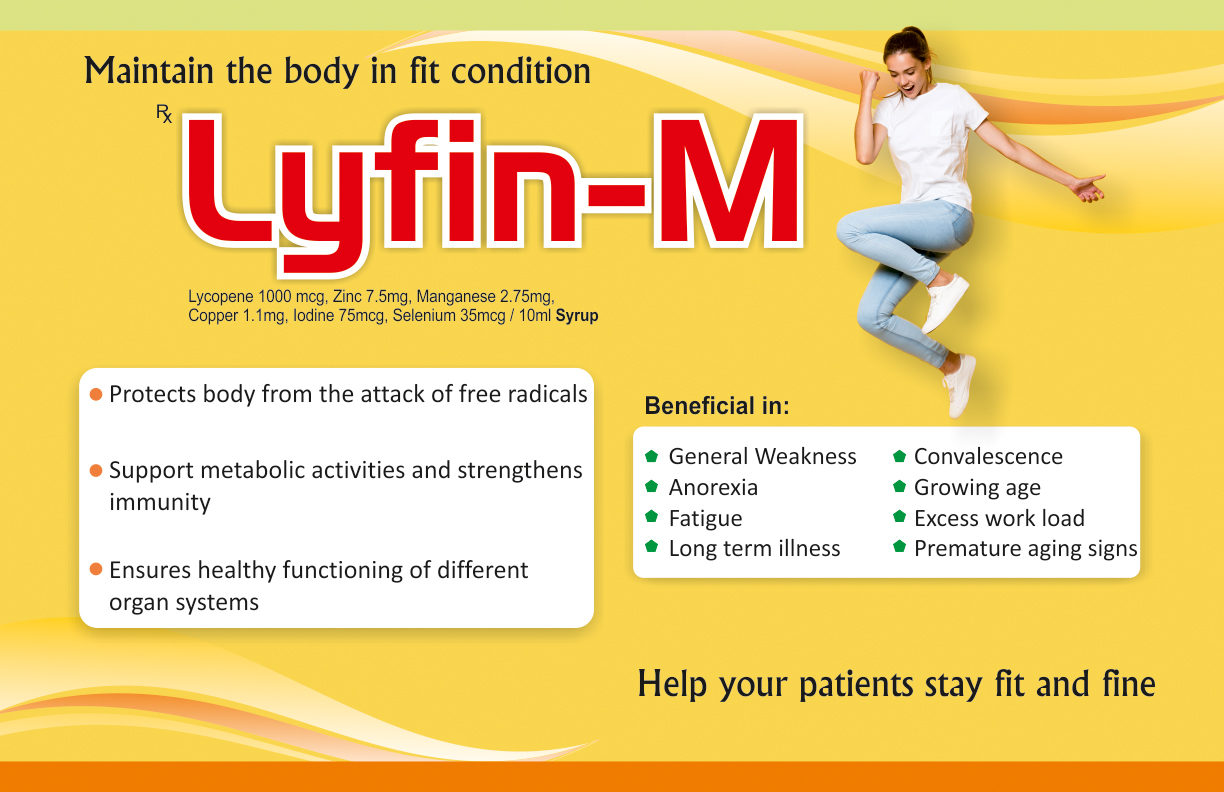 Maintain the body in fit condition
Rx
Lyfin-M
Lycopene 1000 mcg, Zinc 7.5mg, Manganese 2.75mg,
Copper 1.1mg, Iodine 75mcg, Selenium 35mcg / 10ml Syrup
Protects body from the attack of free radicals
Support metabolic activities and strengthens
immunity
Ensures healthy functioning of different
organ systems
Beneficial in:
General Weakness
Anorexia
Fatigue
Long term illness
Convalescence
Growing age
Excess work load
Premature aging signs
Help your patients stay fit and fine